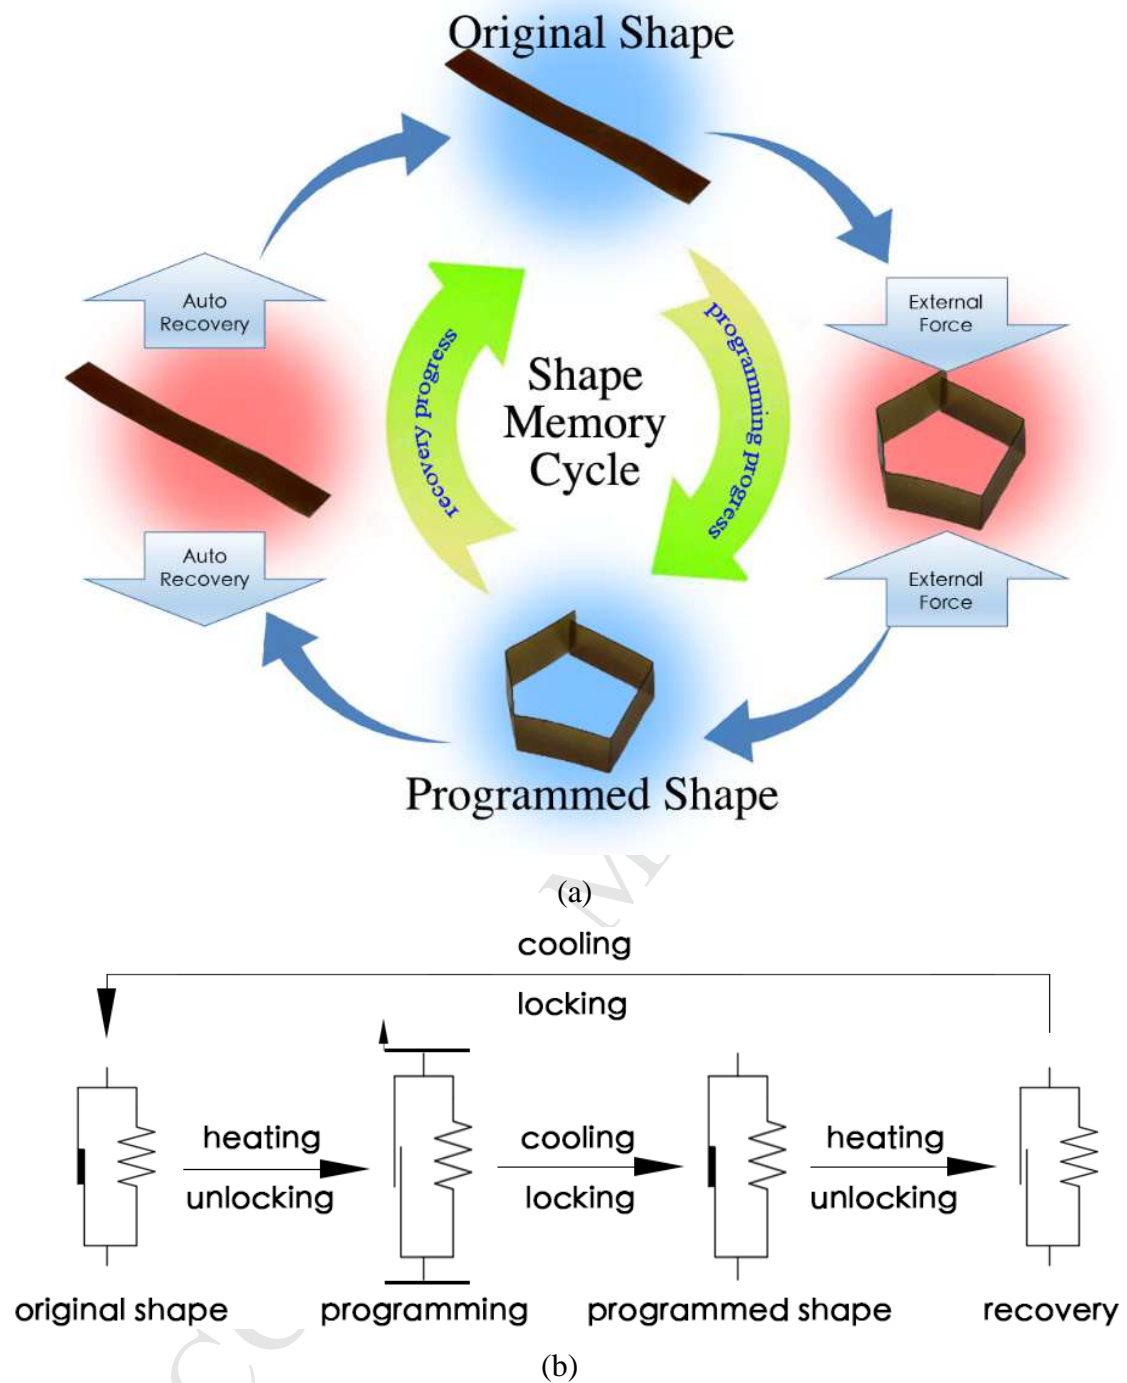 Original Shape
Auto
Recovery
External
Force
recovery progress
programming progress
Shape
Memory
Cycle
Auto
Recovery
External
Force
Programmed Shape
(a)
cooling
locking
heating
unlocking
cooling
locking
heating
unlocking
original shape
programming
programmed shape
recovery
(b)